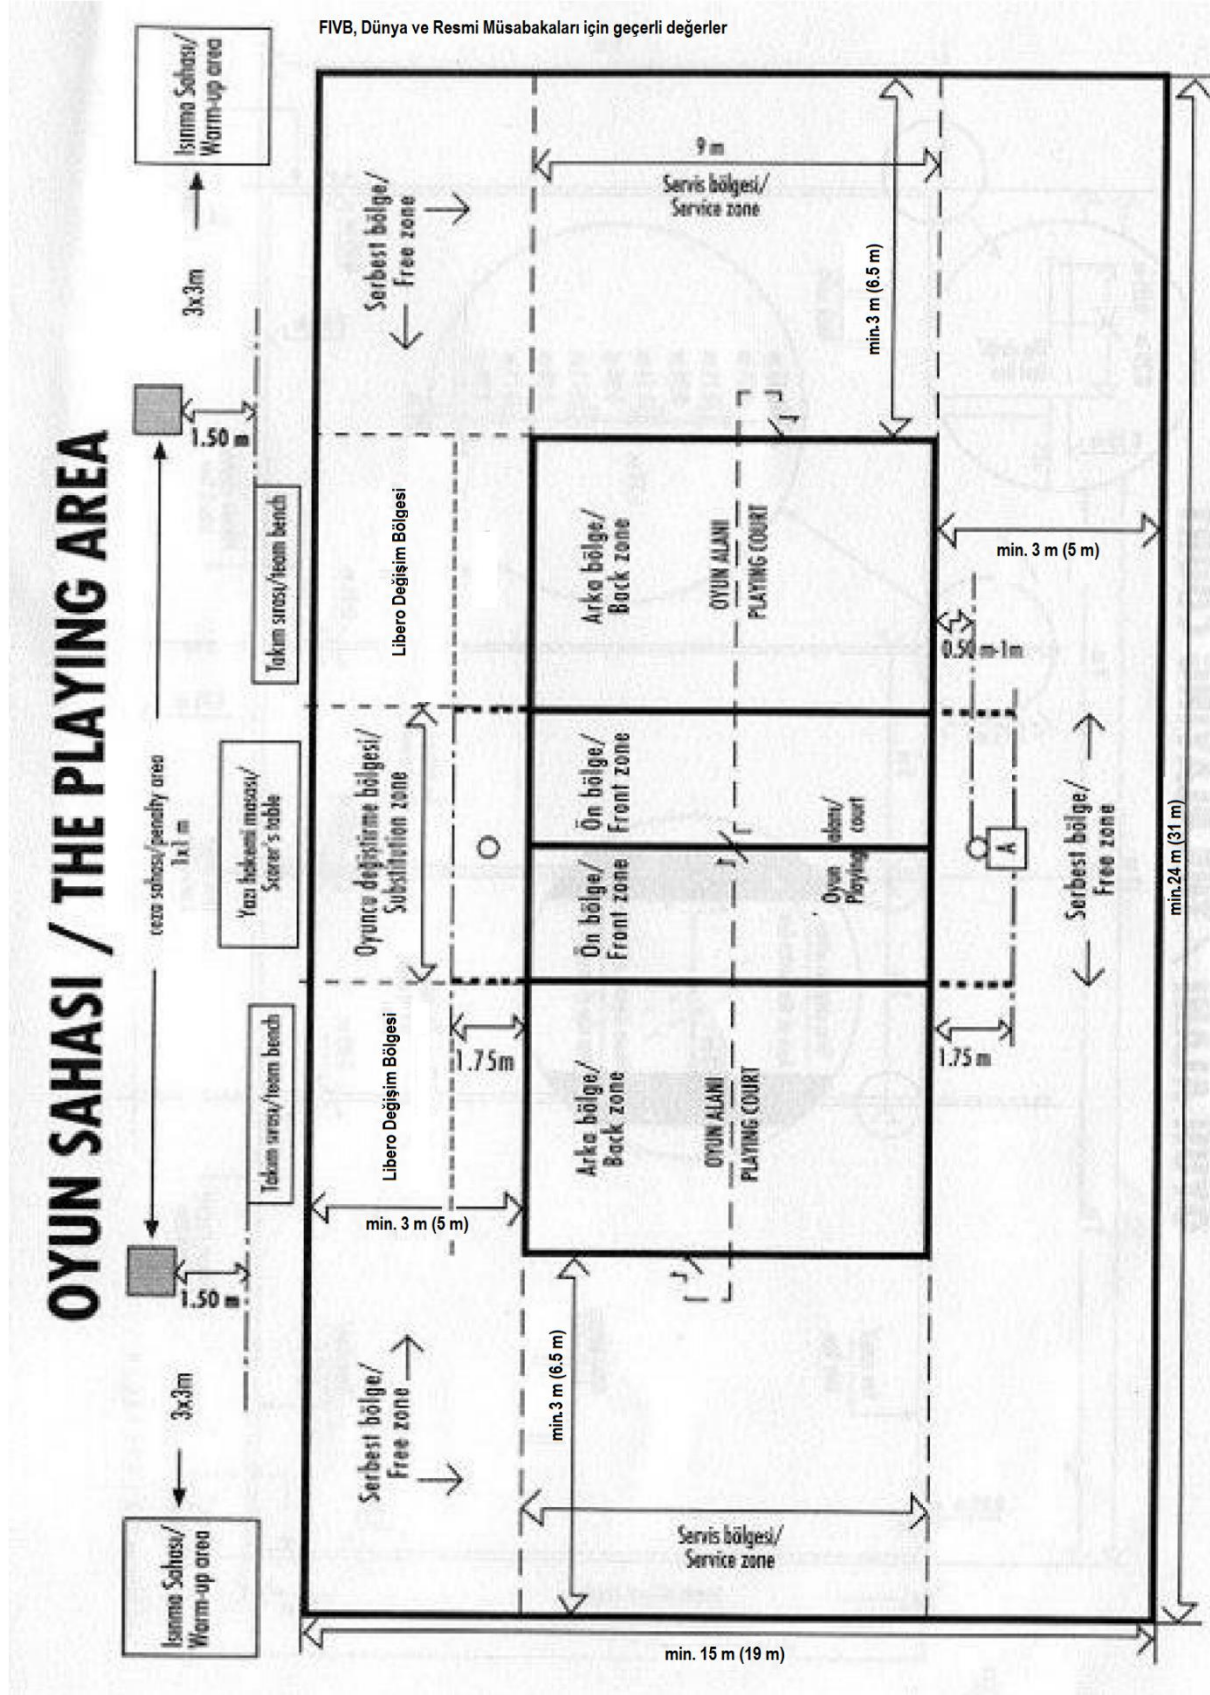 FIVB, Dünya ve Resmi Müsabakaları için geçerli değerler
OYUN SAHASI / THE PLAYING AREA
Isınma Sahası/
Warm-up area
3x3m
1.50 m
ceza sahası/penalty area
1x1 m
1.50 m
3x3m
Isınma Sahası/
Warm-up area
Takım sırası/team bench
Yazı hakemi masası/
Scorer's table
Takım sırası/team bench
Serbest bölge/
Free zone
Libero Değişim Bölgesi
Oyuncu değiştirme bölgesi/
Substitution zone
Libero Değişim Bölgesi
1.75m
min. 3 m (5 m)
Serbest bölge/
Free zone
9 m
Servis bölgesi/
Service zone
min.3 m (6.5 m)
Arka bölge/
Back zone
OYUN ALANI
PLAYING COURT
Ön bölge/
Front zone
Ön bölge/
Front zone
Oyun alanı/
Playing court
Arka bölge/
Back zone
OYUN ALANI
PLAYING COURT
min. 3 m (5 m)
0.50 m-1m
A
Serbest bölge/
Free zone
1.75 m
min.24 m (31 m)
min.3 m (6.5 m)
Servis bölgesi/
Service zone
min. 15 m (19 m)